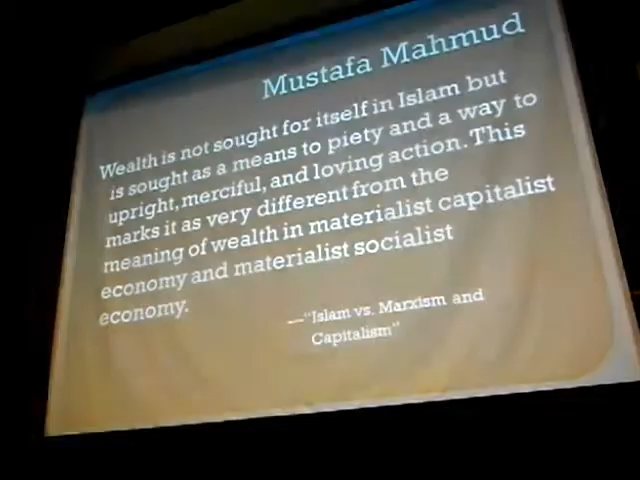 Mustafa Mahmud
Wealth is not sought for itself in Islam but
is sought as a means to piety and a way to
upright, merciful, and loving action. This
marks it as very different from the
meaning of wealth in materialist capitalist
economy and materialist socialist
economy.
—"Islam vs. Marxism and
Capitalism"